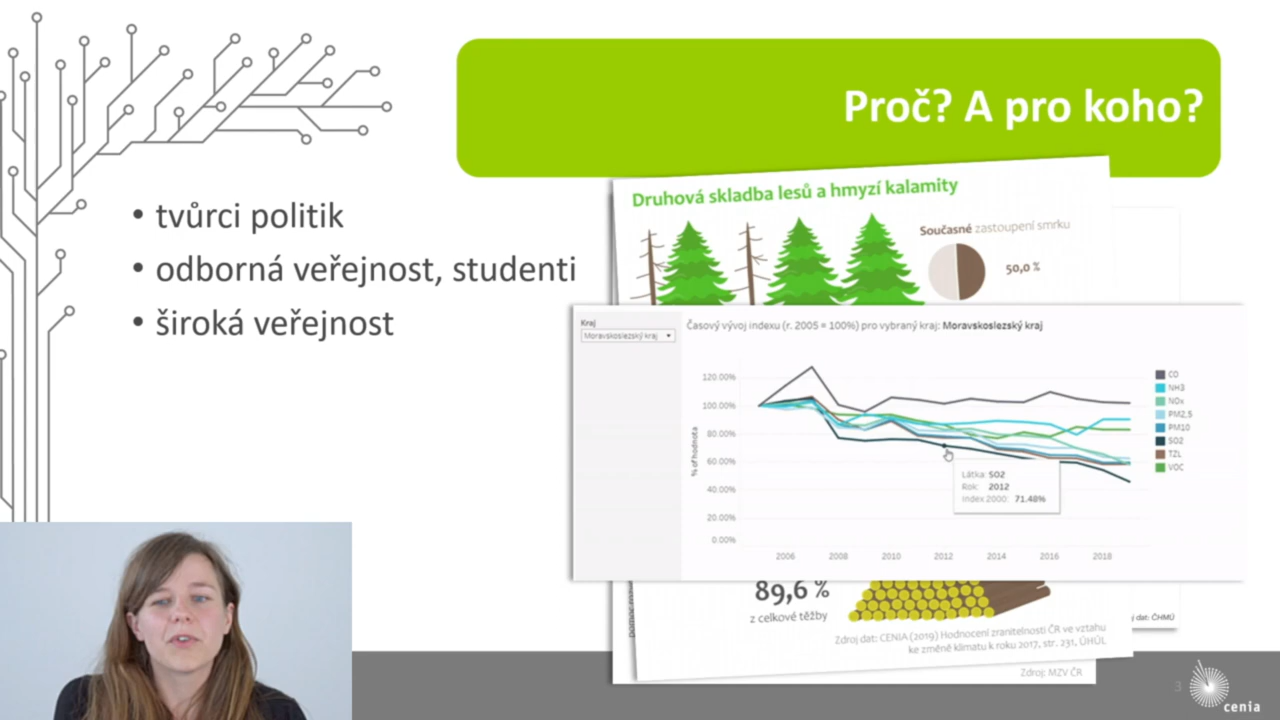 Proč? A pro koho?
• tvůrci politik
• odborná veřejnost, studenti
• široká veřejnost
Druhová skladba lesů a hmyzí kalamity
Současné zastoupení smrku
50,0 %
Kraj
Moravskoslezský kraj
Časový vývoj indexu (r. 2005 = 100%) pro vybraný kraj: Moravskoslezský kraj
% of hodnota
120.00%
100.00%
80.00%
60.00%
40.00%
20.00%
0.00%
2006
2008
2010
2012
2014
2016
2018
CO
NH3
NOx
PM2,5
PM10
SO2
TZL
VOC
Látka: SO2
Rok: 2012
Index 2000: 71.48%
89,6 %
z celkové těžby
dat: ČHMÚ
Zdroj dat: CENIA (2019) Hodnocení zranitelnosti ČR ve vztahu
ke změně klimatu k roku 2017, str. 231, ÚHÚL
Zdroj: MZV ČR
3
cenia